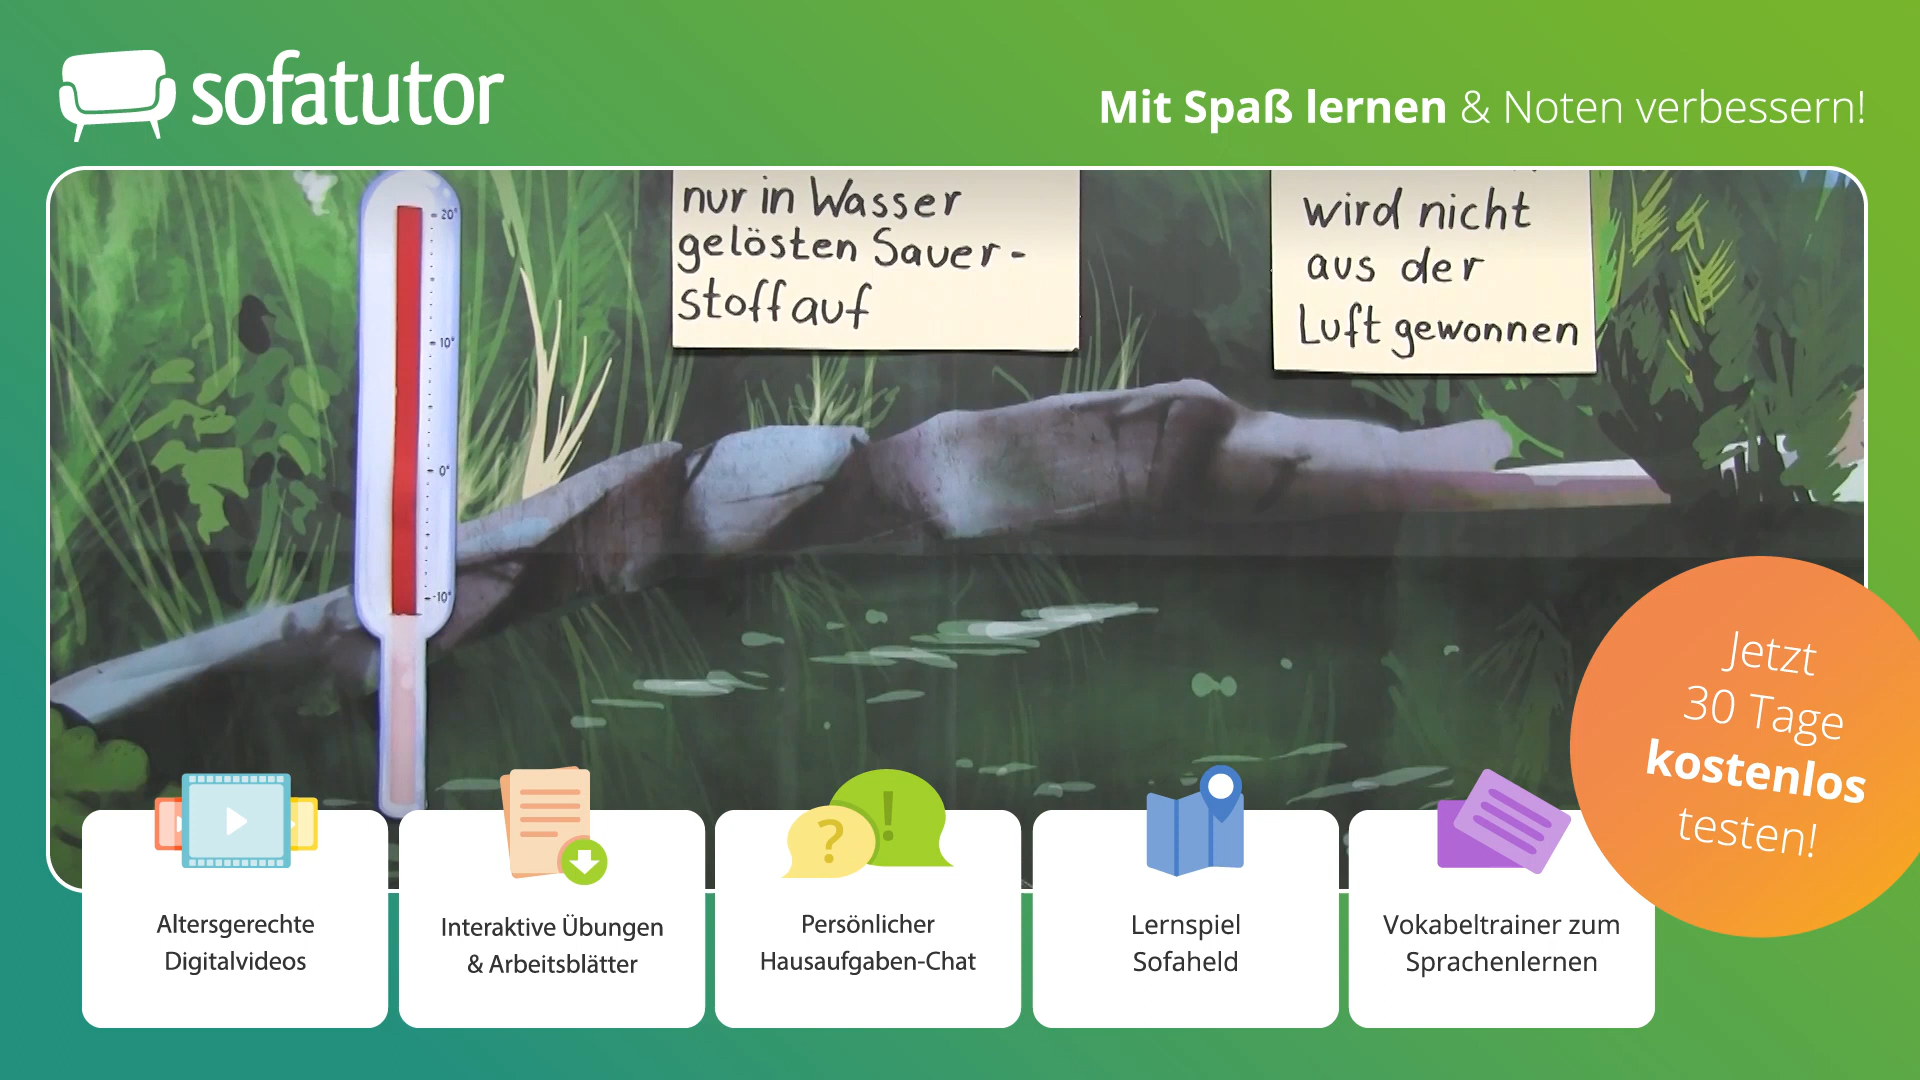 sofatutor
Mit Spaß lernen & Noten verbessern!
20°
10°
0°
-10°
nur in Wasser
gelösten Sauer-
stoff auf
wird nicht
aus der
Luft gewonnen
Jetzt
30 Tage
kostenlos
testen!
?
!
Altersgerechte
Digitalvideos
Interaktive Übungen
& Arbeitsblätter
Persönlicher
Hausaufgaben-Chat
Lernspiel
Sofaheld
Vokabeltrainer zum
Sprachenlernen